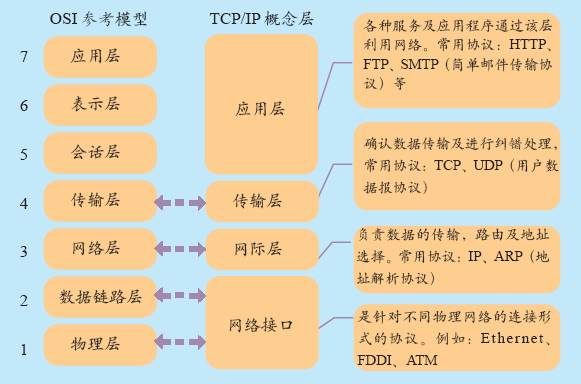 OSI 参考模型
TCP/IP 概念层
7
应用层
6
表示层
5
会话层
4
传输层
3
网络层
2
数据链路层
1
物理层
应用层
传输层
网际层
网络接口
各种服务及应用程序通过该层
利用网络。常用协议：HTTP、
FTP、SMTP（简单邮件传输协
议）等
确认数据传输及进行纠错处理，
常用协议：TCP、UDP（用户数
据报协议）
负责数据的传输，路由及地址
选择。常用协议：IP、ARP（地
址解析协议）
是针对不同物理网络的连接形
式的协议。例如：Ethernet、
FDDI、ATM